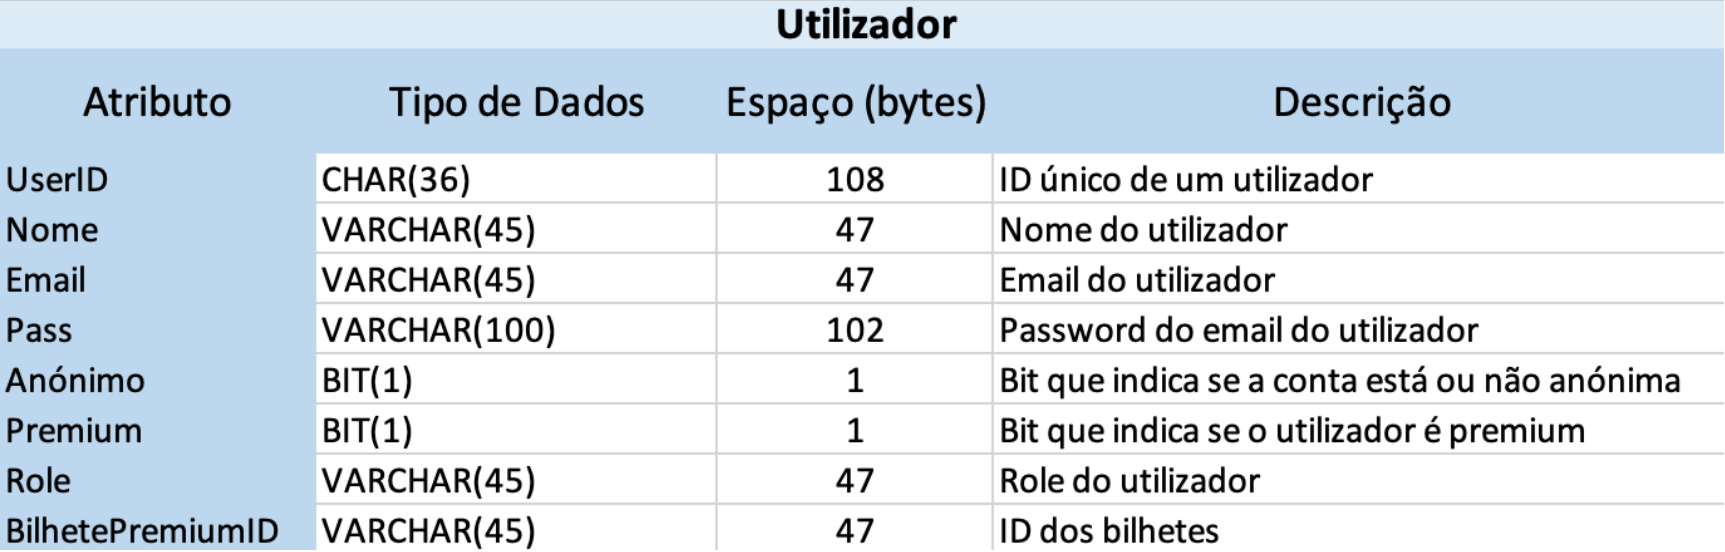 Utilizador
Atributo Tipo de Dados Espaço (bytes) Descrição
UserID CHAR(36) 108 ID único de um utilizador
Nome VARCHAR(45) 47 Nome do utilizador
Email VARCHAR(45) 47 Email do utilizador
Pass VARCHAR(100) 102 Password do email do utilizador
Anónimo BIT(1) 1 Bit que indica se a conta está ou não anónima
Premium BIT(1) 1 Bit que indica se o utilizador é premium
Role VARCHAR(45) 47 Role do utilizador
BilhetePremiumID VARCHAR(45) 47 ID dos bilhetes